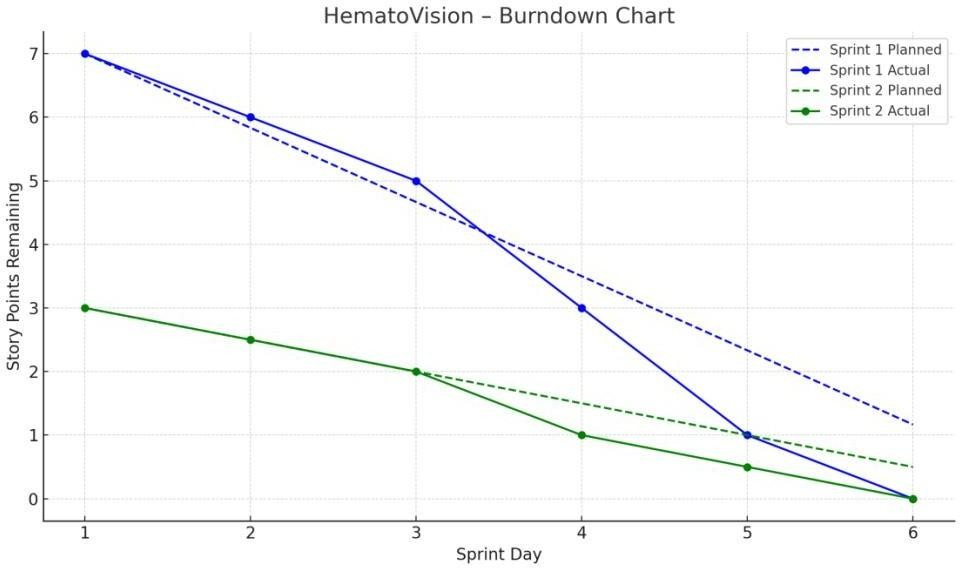 HematoVision – Burndown Chart
Sprint 1 Planned
Sprint 1 Actual
Sprint 2 Planned
Sprint 2 Actual
Story Points Remaining
7
6
5
4
3
2
1
0
1 2 3 4 5 6
Sprint Day